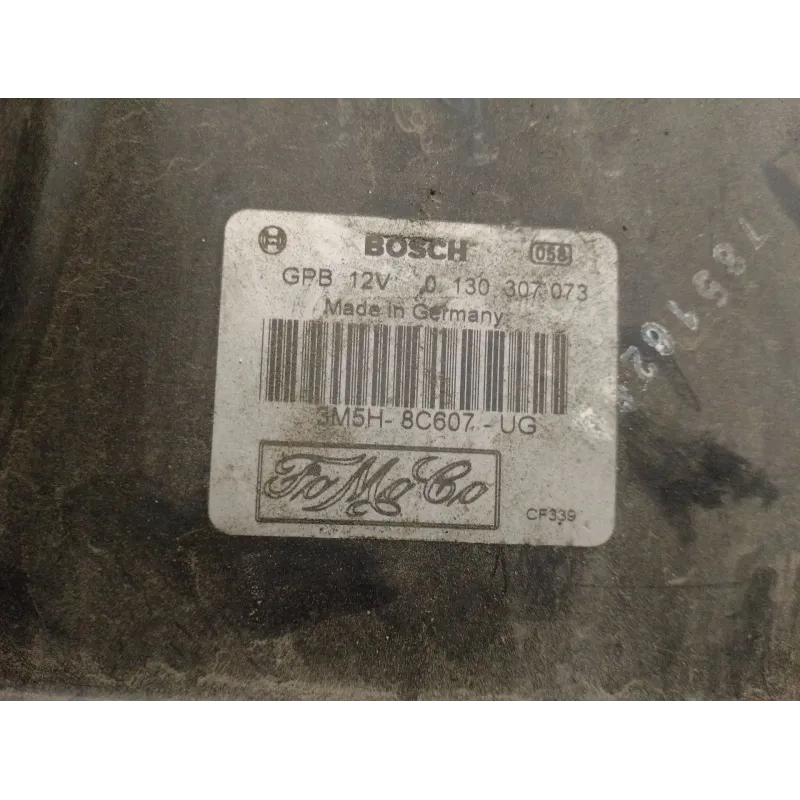 BOSCH 058
GPB 12V 0 130 307 073
Made in Germany
3M5H- 8C607 - UG
FoMoCo
CF339